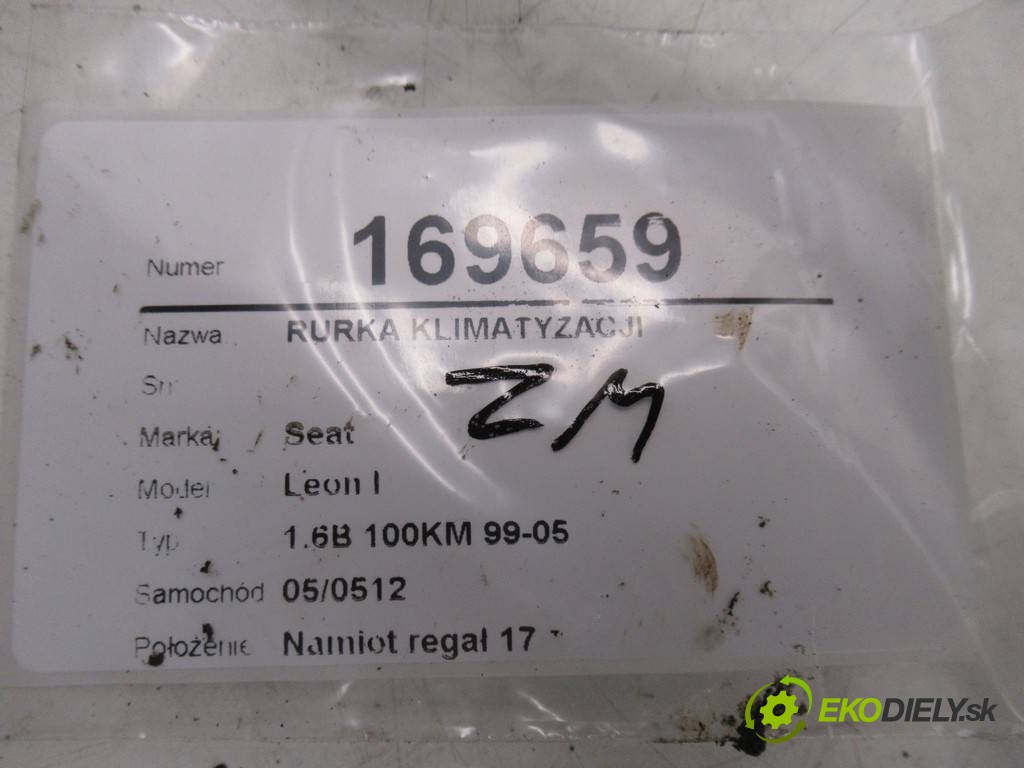 Numer 169659
Nazwa RURKA KLIMATYZACJI
Sn
ZM
Marka Seat
Model Leon I
Typ 1.6B 100KM 99-05
Samochód 05/0512
Położenie Namiot regał 17
EKODIELY.sk